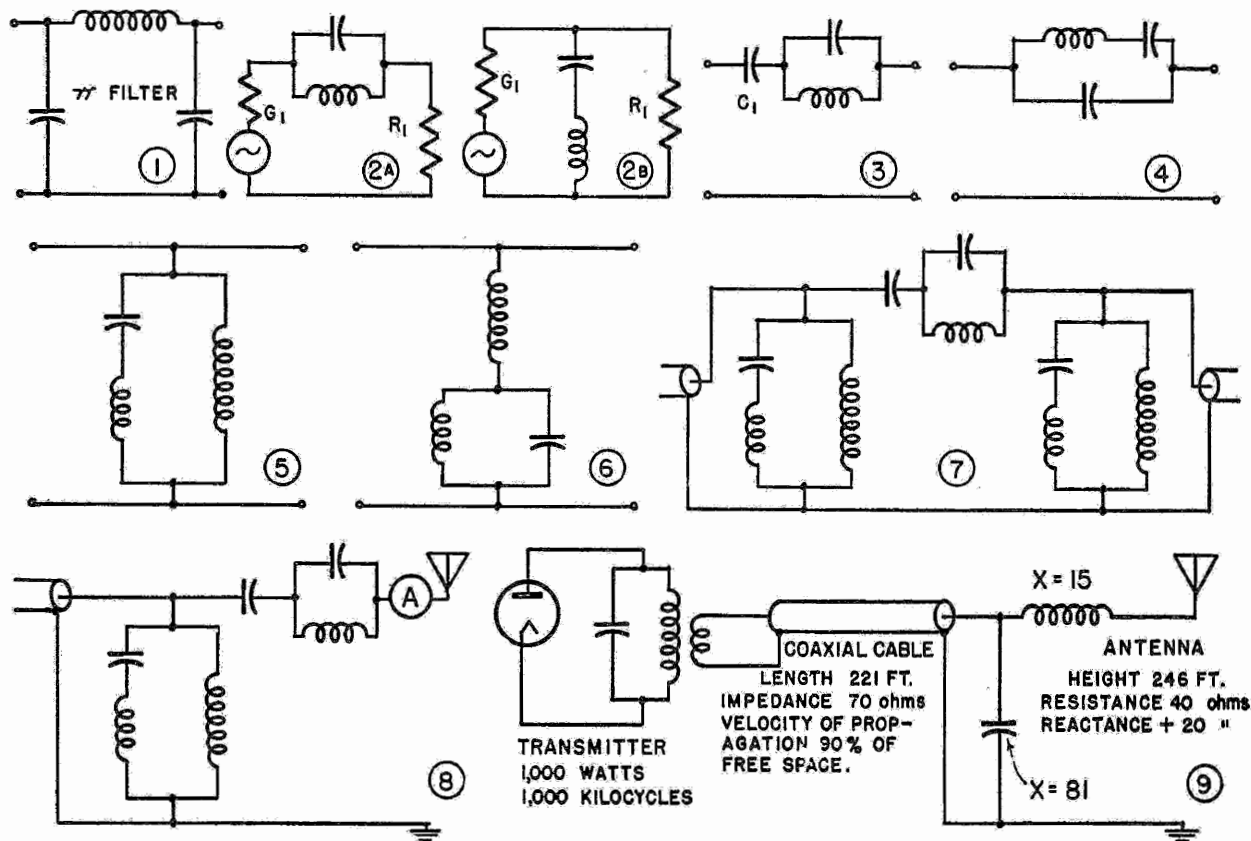 π FILTER
1
G1
R1
2A
G1
R1
2B
C1
3
4
5
6
7
A
8
TRANSMITTER
1,000 WATTS
1,000 KILOCYCLES
COAXIAL CABLE
LENGTH 221 FT.
IMPEDANCE 70 ohms
VELOCITY OF PROP-
AGATION 90% OF
FREE SPACE.
X=15
ANTENNA
HEIGHT 246 FT.
RESISTANCE 40 ohms
REACTANCE + 20 "
X=81
9